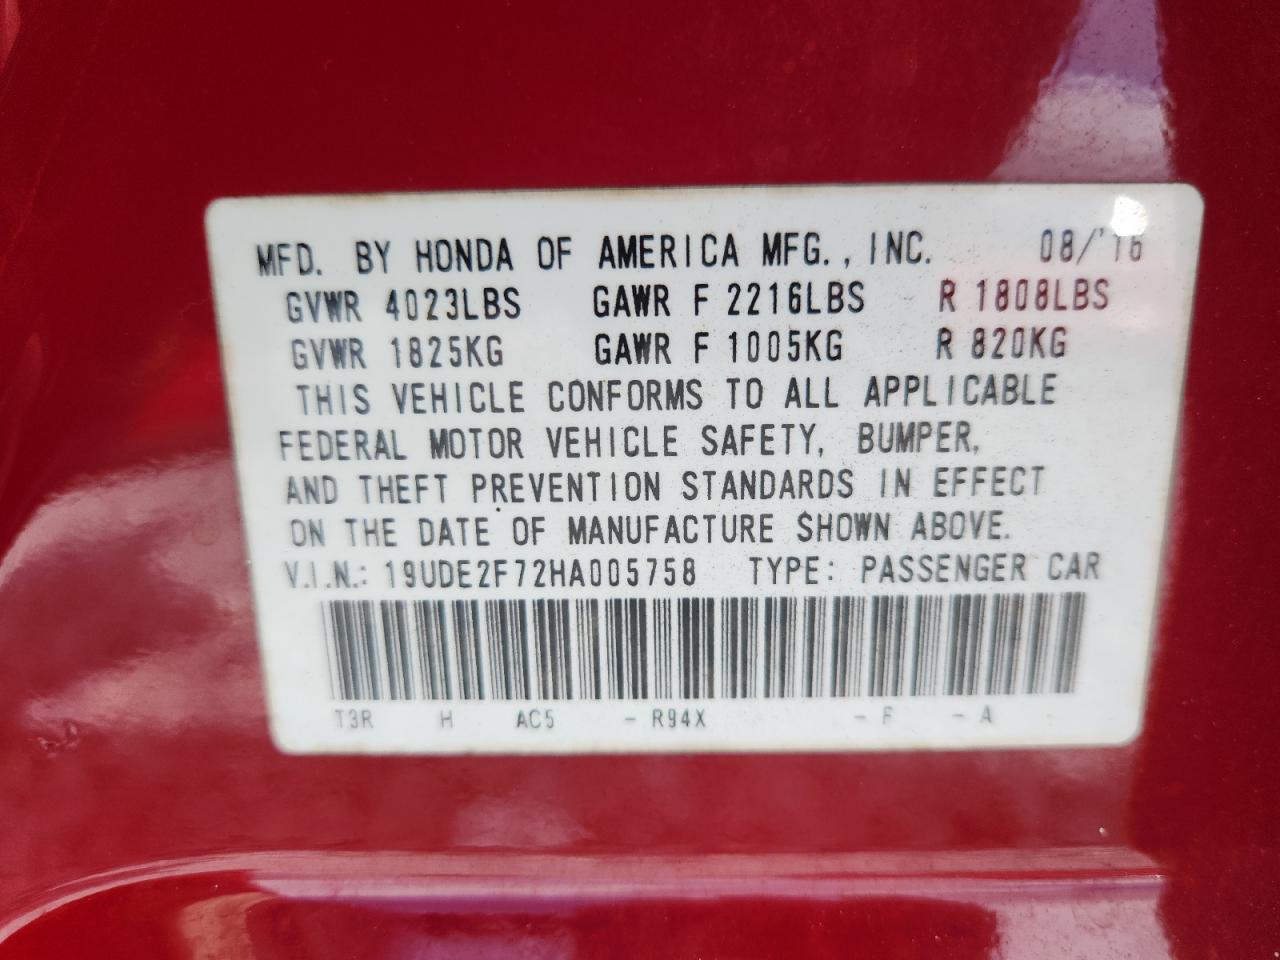 MFD. BY HONDA OF AMERICA MFG., INC. 08/'16
GVWR 4023LBS GAWR F 2216LBS R 1808LBS
GVWR 1825KG GAWR F 1005KG R 820KG
THIS VEHICLE CONFORMS TO ALL APPLICABLE
FEDERAL MOTOR VEHICLE SAFETY, BUMPER,
AND THEFT PREVENTION STANDARDS IN EFFECT
ON THE DATE OF MANUFACTURE SHOWN ABOVE.
V.I.N.: 19UDE2F72HA005758 TYPE: PASSENGER CAR
T3R H AC5 - R94X - F - A